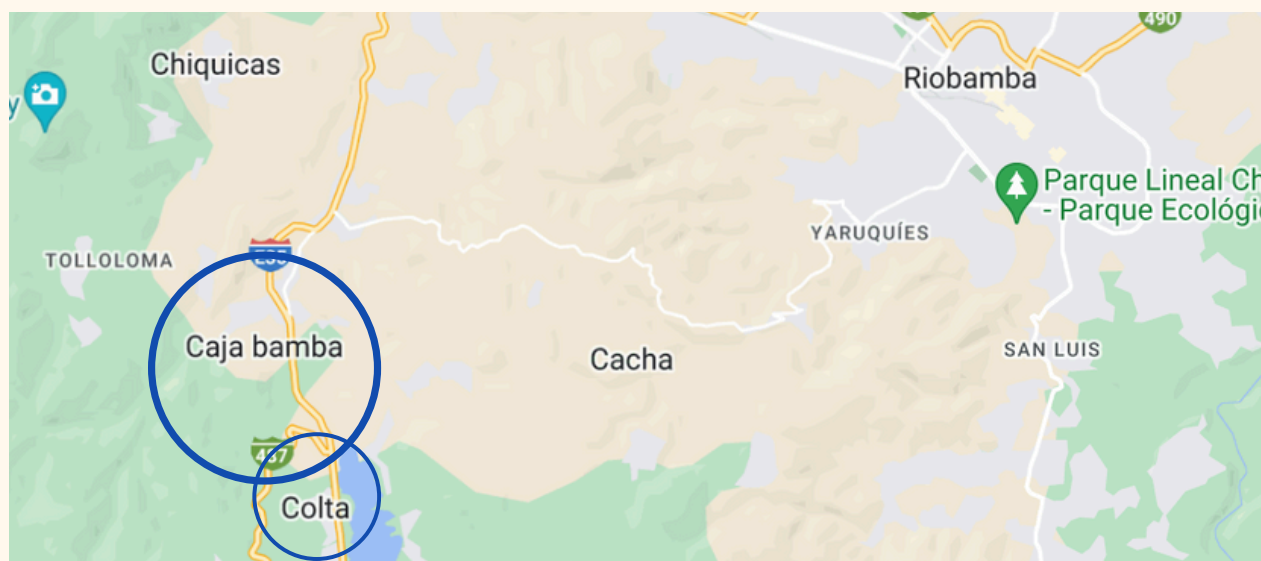 490
Chiquicas
Riobamba
y
Parque Lineal Ch
- Parque Ecológic
YARUQUÍES
TOLLOLOMA
E35
Caja bamba
SAN LUIS
Cacha
487
Colta